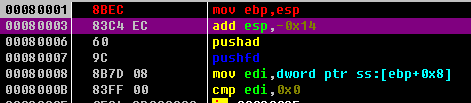 00080001 8BEC mov ebp,esp
00080003 83C4 EC add esp,-0x14
00080006 60 pushad
00080007 9C pushfd
00080008 8B7D 08 mov edi,dword ptr ss:[ebp+0x8]
0008000B 83FF 00 cmp edi,0x0